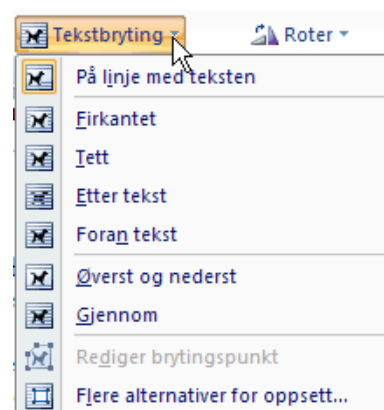 Tekstbryting Roter
På linje med teksten
Firkantet
Tett
Etter tekst
Foran tekst
Øverst og nederst
Gjennom
Rediger brytingspunkt
Flere alternativer for oppsett...